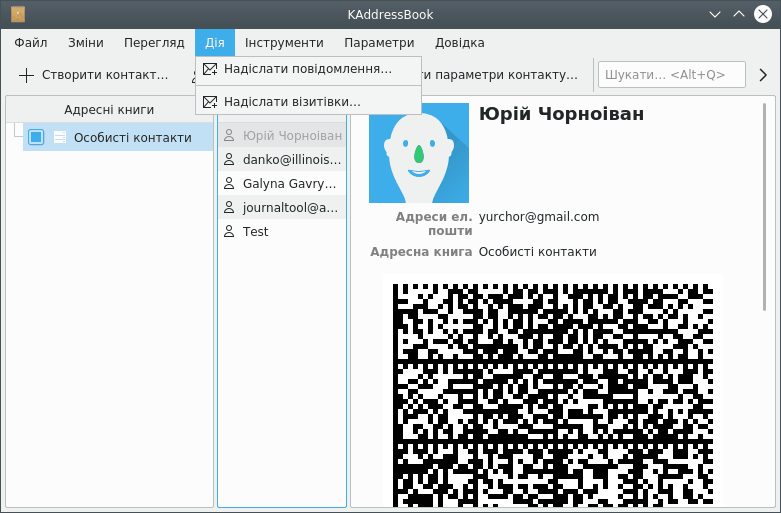 KAddressBook
Файл Зміни Перегляд Дія Інструменти Параметри Довідка
Створити контакт… ти параметри контакту… Шукати… <Alt+Q>
Надіслати повідомлення…
Надіслати візитівки…
Адресні книги
Особисті контакти
Юрій Чорноіван
danko@illinois…
Galyna Gavry…
journaltool@a…
Test
Юрій Чорноіван
Адреси ел. пошти yurchor@gmail.com
Адресна книга Особисті контакти